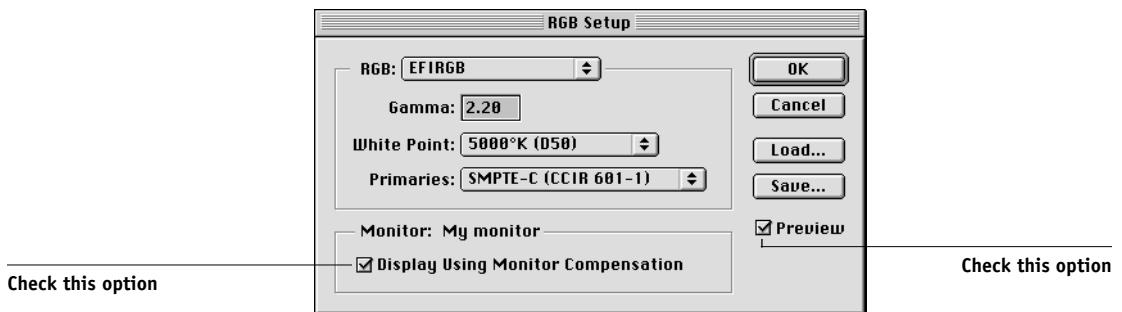 RGB Setup
RGB: EFIRGB
Gamma: 2.20
White Point: 5000°K (D50)
Primaries: SMPTE-C (CCIR 601-1)
Monitor: My monitor
Display Using Monitor Compensation
OK
Cancel
Load...
Save...
Preview
Check this option
Check this option